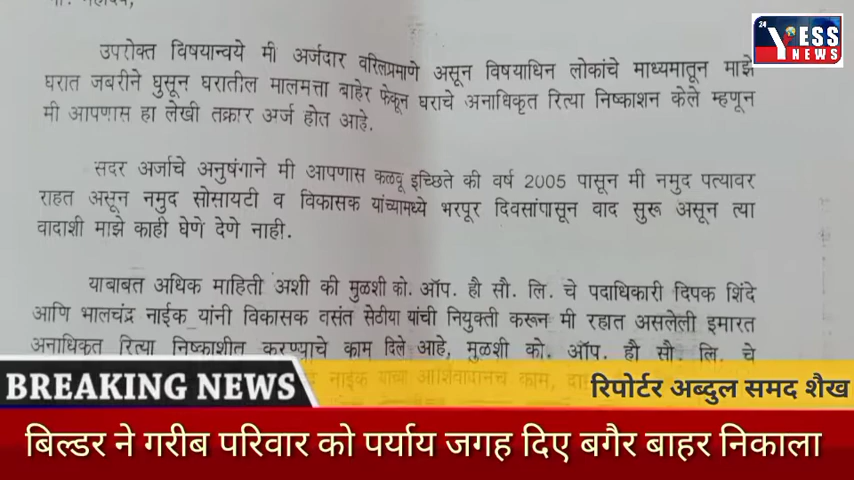 उपरोक्त विषयान्वये मी अर्जदार वरिलप्रमाणे असून विषयाधिन लोकांचे माध्यमातून माझे
घरात जबरीने घुसून घरातील मालमत्ता बाहेर फेकून घराचे अनाधिकृत रित्या निष्काशन केले म्हणून
मी आपणास हा लेखी तक्रार अर्ज होत आहे.
सदर अर्जाचे अनुषंगाने मी आपणास कळवू इच्छिते की वर्ष 2005 पासून मी नमुद पत्यावर
राहत असून नमुद सोसायटी व विकासक यांच्यामध्ये भरपूर दिवसांपासून वाद सुरू असून त्या
वादाशी माझे काही घेणे देणे नाही.
याबाबत अधिक माहिती अशी की मुळशी को. ऑप. हौ सौ. लि. चे पदाधिकारी दिपक शिंदे
आणि भालचंद्र नाईक यांनी विकासक वसंत सेठीया यांची नियुक्ती करून मी रहात असलेली इमारत
अनाधिकृत रित्या निष्काशीत करण्याचे काम दिले आहे, मुळशी को. ऑप. हौ सौ. लि. चे
नाईक यांच्या काम,
24 YESS NEWS
BREAKING NEWS
रिपोर्टर अब्दुल समद शैख
बिल्डर ने गरीब परिवार को पर्याय जगह दिए बगैर बाहर निकाला